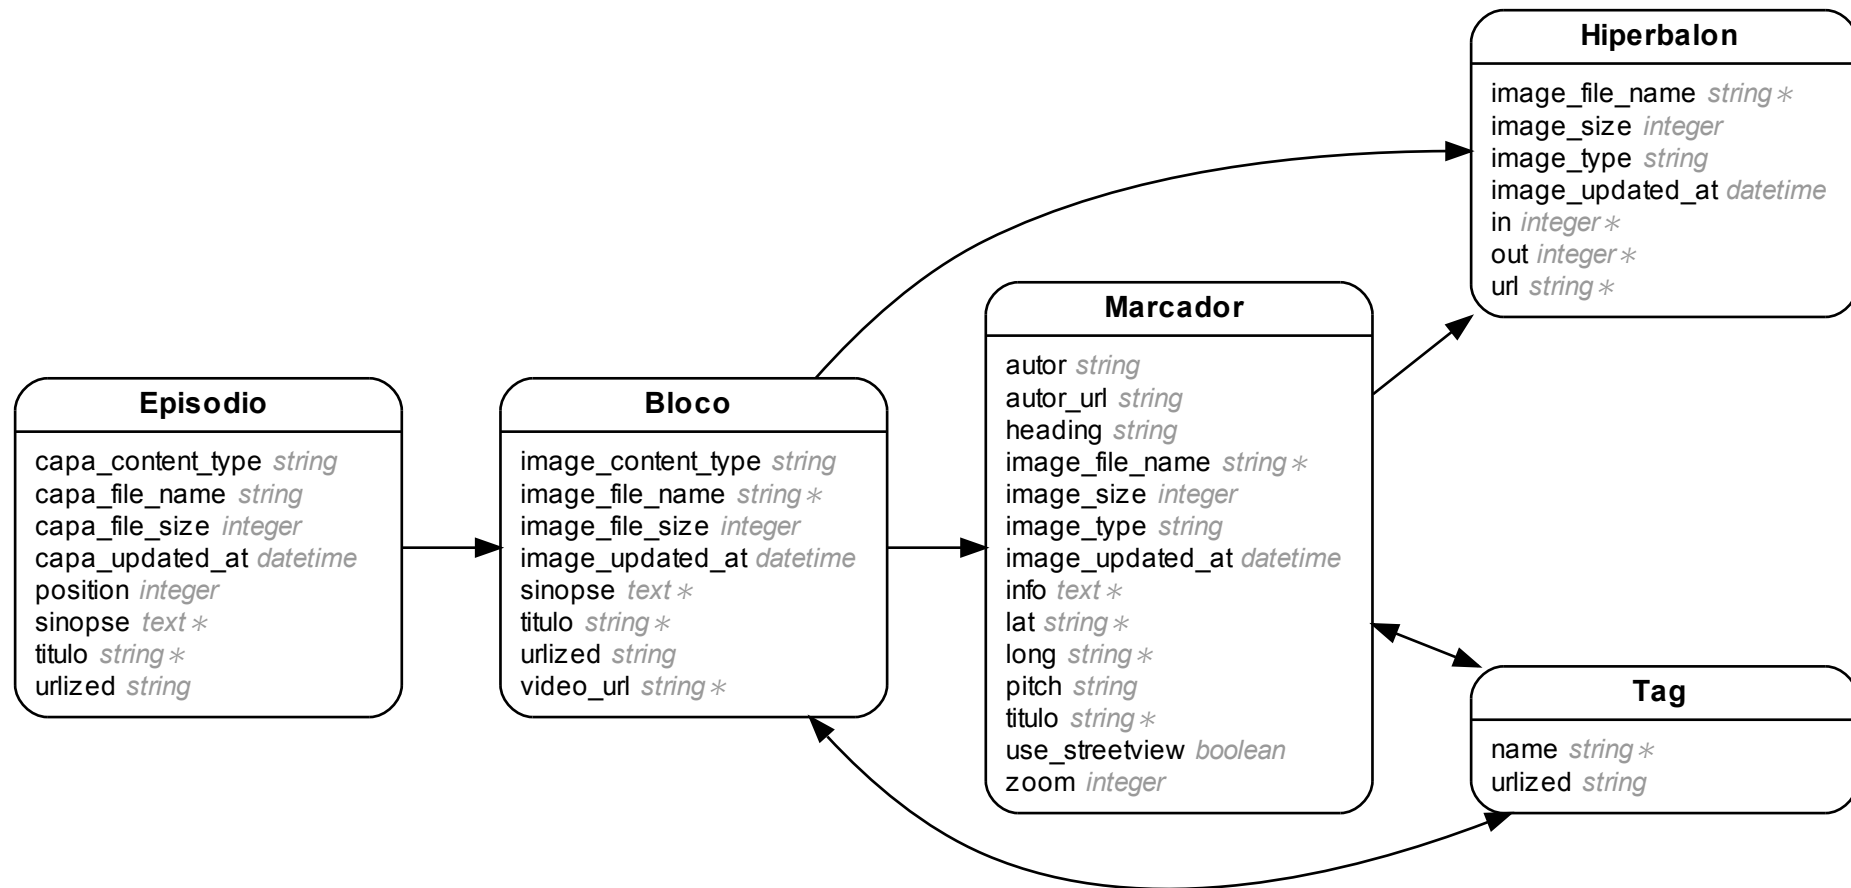 Hiperbalon
image_file_name string *
image_size integer
image_type string
image_updated_at datetime
in integer *
out integer *
url string *
Marcador
autor string
autor_url string
heading string
image_file_name string *
image_size integer
image_type string
image_updated_at datetime
info text *
lat string *
long string *
pitch string
titulo string *
use_streetview boolean
zoom integer
Episodio
capa_content_type string
capa_file_name string
capa_file_size integer
capa_updated_at datetime
position integer
sinopse text *
titulo string *
urlized string
Bloco
image_content_type string
image_file_name string *
image_file_size integer
image_updated_at datetime
sinopse text *
titulo string *
urlized string
video_url string *
Tag
name string *
urlized string